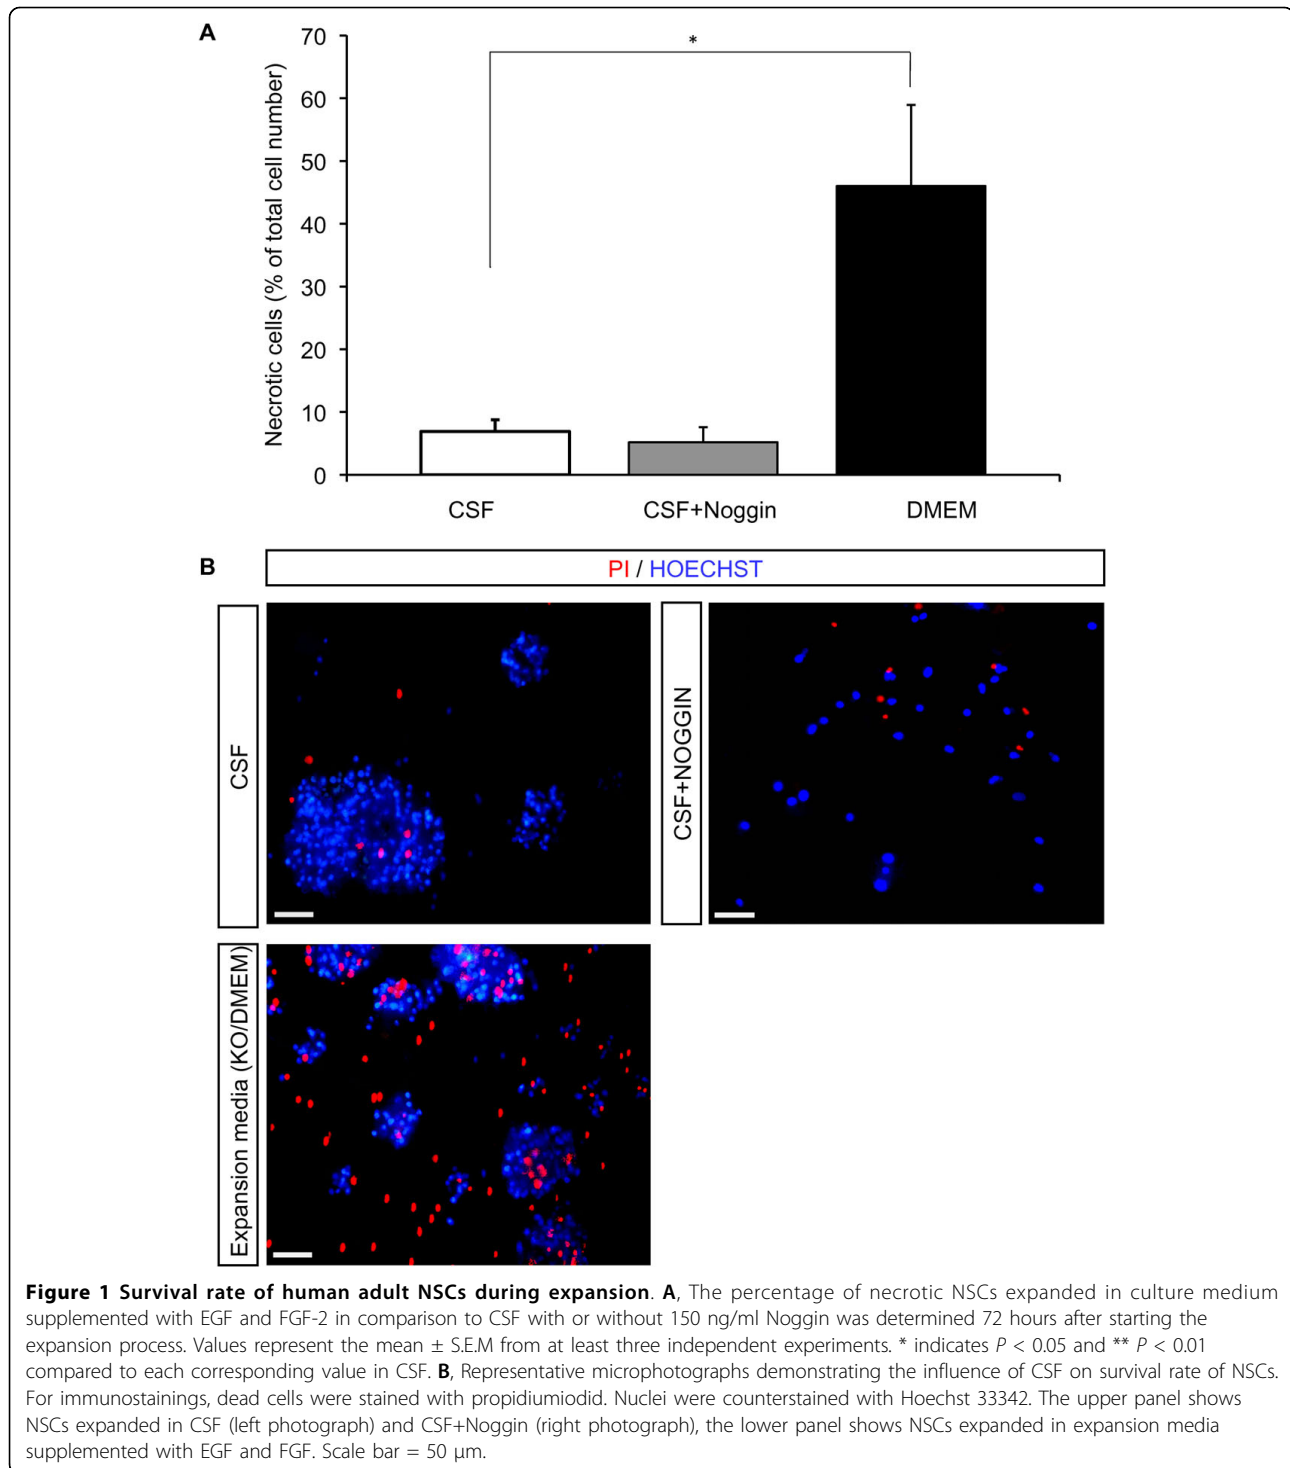 A
70
60
50
40
30
20
10
0
Necrotic cells (% of total cell number)
*
CSF
CSF+Noggin
DMEM
B
PI / HOECHST
CSF
CSF+NOGGIN
Expansion media (KO/DMEM)
Figure 1 Survival rate of human adult NSCs during expansion. A, The percentage of necrotic NSCs expanded in culture medium
supplemented with EGF and FGF-2 in comparison to CSF with or without 150 ng/ml Noggin was determined 72 hours after starting the
expansion process. Values represent the mean ± S.E.M from at least three independent experiments. * indicates P < 0.05 and ** P < 0.01
compared to each corresponding value in CSF. B, Representative microphotographs demonstrating the influence of CSF on survival rate of NSCs.
For immunostainings, dead cells were stained with propidiumiodid. Nuclei were counterstained with Hoechst 33342. The upper panel shows
NSCs expanded in CSF (left photograph) and CSF+Noggin (right photograph), the lower panel shows NSCs expanded in expansion media
supplemented with EGF and FGF. Scale bar = 50 μm.